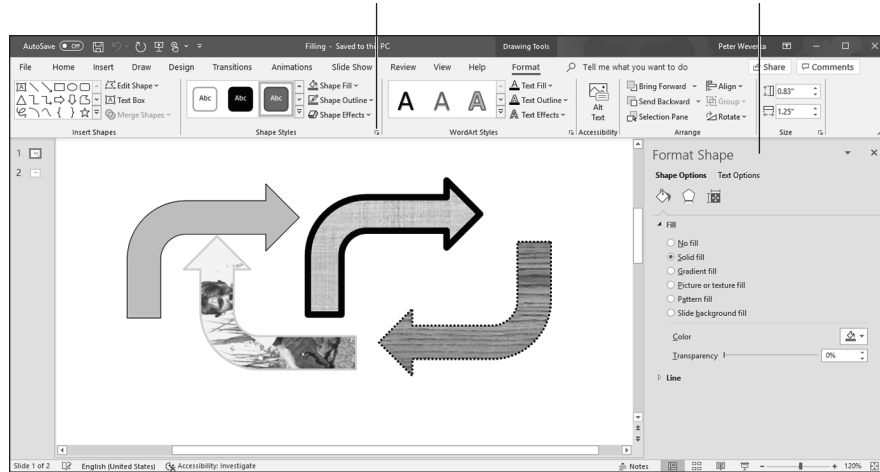 AutoSave Off Filling - Saved to this PC Drawing Tools Peter Weverka
File Home Insert Draw Design Transitions Animations Slide Show Review View Help Format Tell me what you want to do Share Comments
Edit Shape
Text Box
Merge Shapes
Insert Shapes
Abc Abc Abc
Shape Fill
Shape Outline
Shape Effects
Shape Styles
A A A
Text Fill
Text Outline
Text Effects
WordArt Styles
Alt
Text
Accessibility
Bring Forward
Send Backward
Selection Pane
Align
Group
Rotate
Arrange
0.83"
1.25"
Size
1
2
Format Shape
Shape Options Text Options
Fill
No fill
Solid fill
Gradient fill
Picture or texture fill
Pattern fill
Slide background fill
Color
Transparency 0%
Line
Slide 1 of 2 English (United States) Accessibility: Investigate Notes 120%